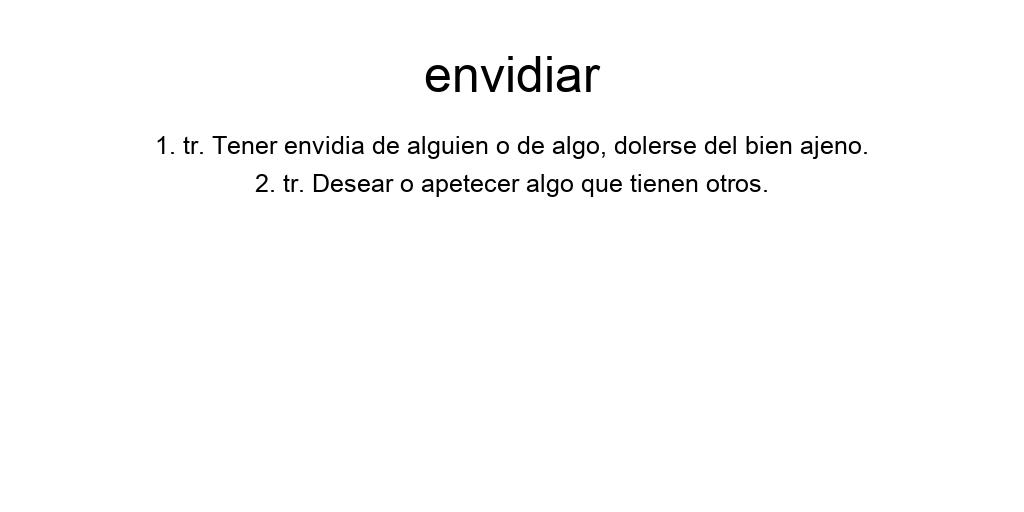 envidiar
1. tr. Tener envidia de alguien o de algo, dolerse del bien ajeno.
2. tr. Desear o apetecer algo que tienen otros.